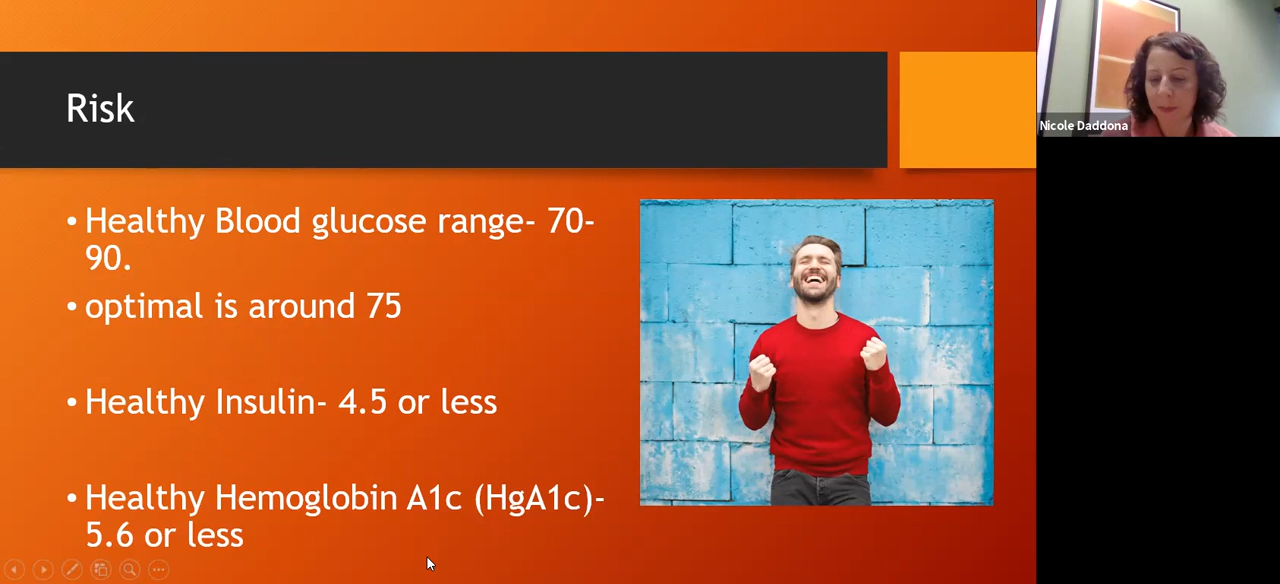 Risk
• Healthy Blood glucose range- 70-
90.
• optimal is around 75
• Healthy Insulin- 4.5 or less
• Healthy Hemoglobin A1c (HgA1c)-
5.6 or less
Nicole Daddona